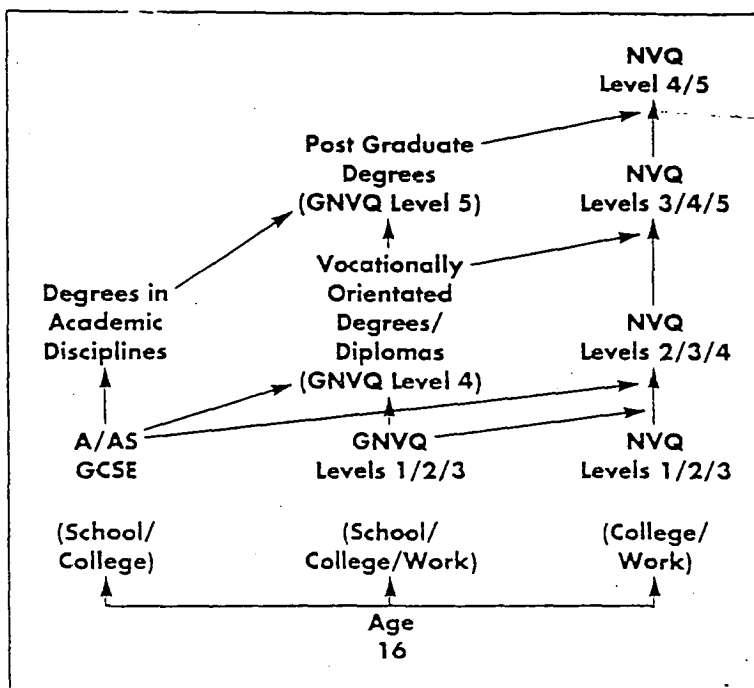 NVQ
Level 4/5
Post Graduate
Degrees
(GNVQ Level 5)
NVQ
Levels 3/4/5
Vocationally
Orientated
Degrees/
Diplomas
(GNVQ Level 4)
Degrees in
Academic
Disciplines
NVQ
Levels 2/3/4
A/AS
GCSE
GNVQ
Levels 1/2/3
NVQ
Levels 1/2/3
(School/
College)
(School/
College/Work)
(College/
Work)
Age
16